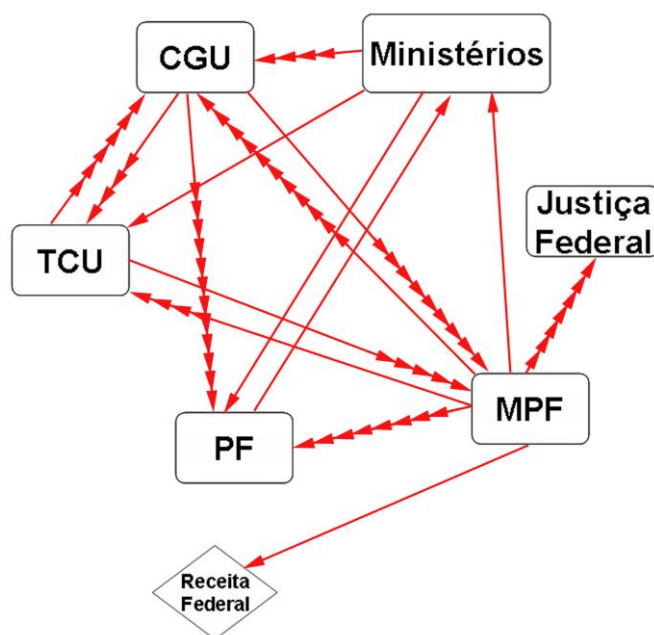 CGU
Ministérios
Justiça
Federal
TCU
MPF
PF
Receita
Federal